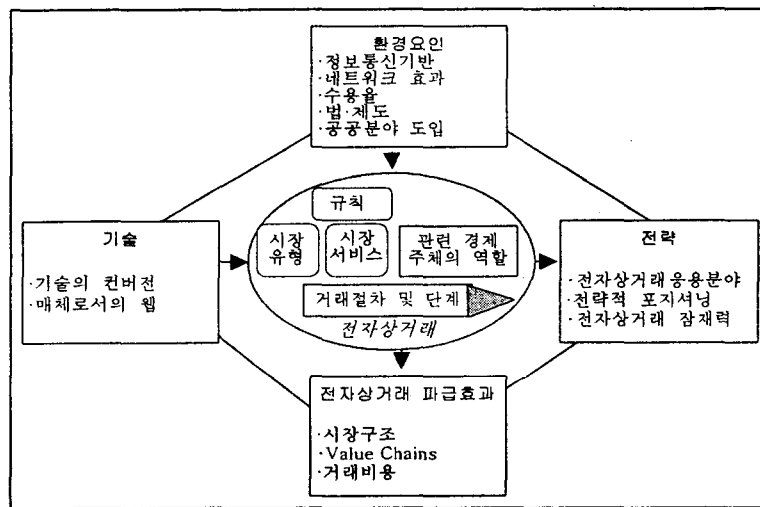 환경요인
·정보통신기반
·네트워크 효과
·수용율
·법·제도
·공공분야 도입
기술
·기술의 컨버전
·매체로서의 웹
규칙
시장
유형
시장
서비스
관련 경제
주체의 역할
거래절차 및 단계
전자상거래
전략
·전자상거래응용분야
·전략적 포지셔닝
·전자상거래 잠재력
전자상거래 파급효과
·시장구조
·Value Chains
·거래비용